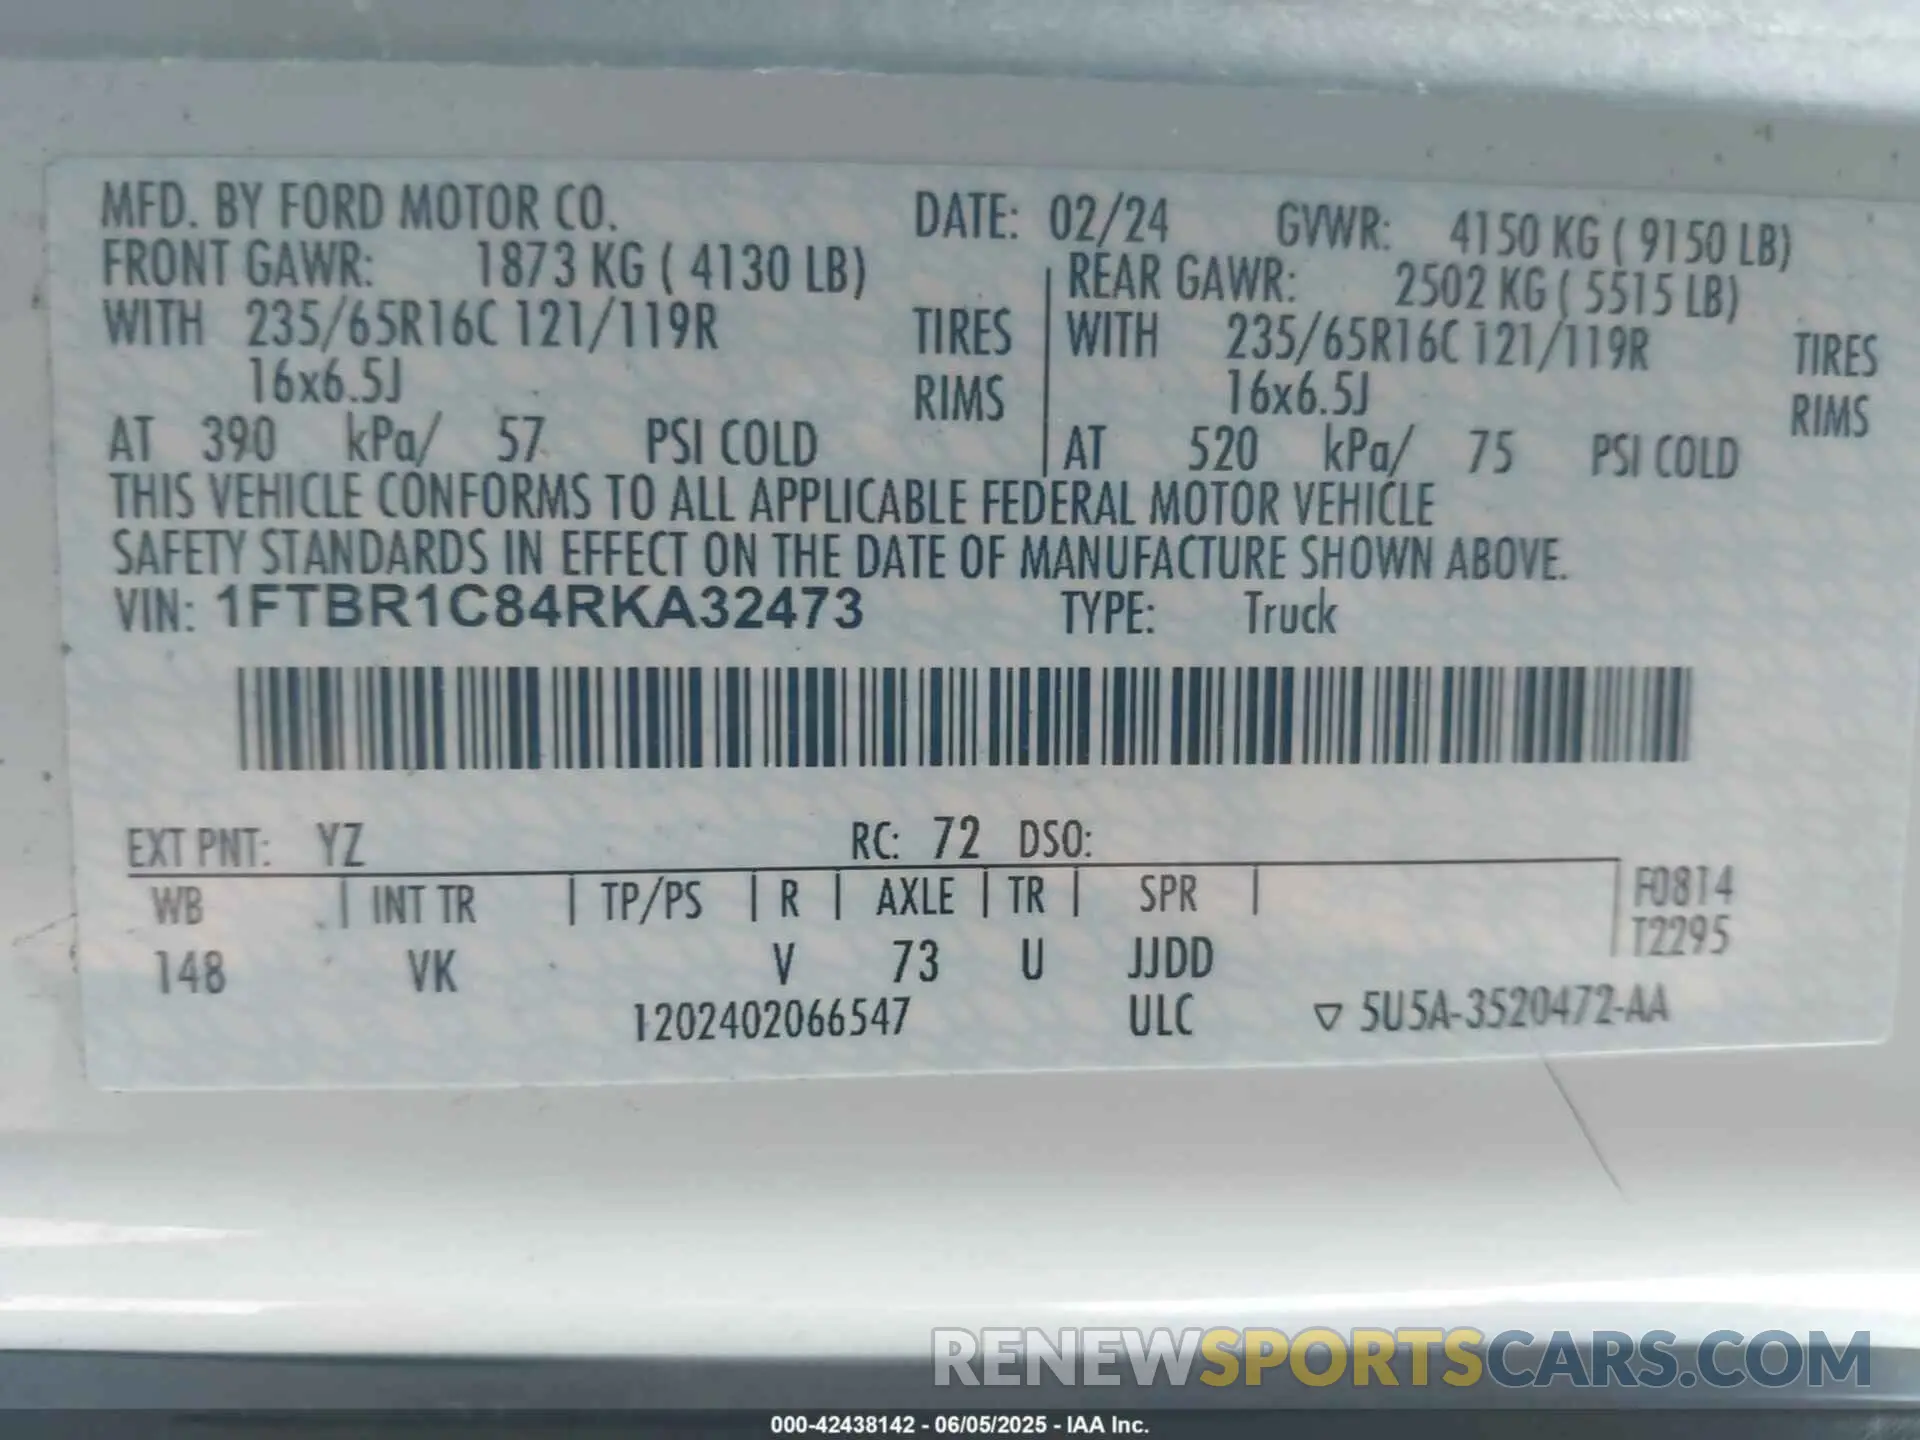 MFD. BY FORD MOTOR CO. DATE: 02/24 GVWR: 4150 KG ( 9150 LB)
FRONT GAWR: 1873 KG ( 4130 LB) REAR GAWR: 2502 KG ( 5515 LB)
WITH 235/65R16C 121/119R TIRES WITH 235/65R16C 121/119R TIRES
16x6.5J RIMS 16x6.5J RIMS
AT 390 kPa/ 57 PSI COLD AT 520 kPa/ 75 PSI COLD
THIS VEHICLE CONFORMS TO ALL APPLICABLE FEDERAL MOTOR VEHICLE
SAFETY STANDARDS IN EFFECT ON THE DATE OF MANUFACTURE SHOWN ABOVE.
VIN: 1FTBR1C84RKA32473 TYPE: Truck
EXT PNT: YZ RC: 72 DSO:
WB INT TR TP/PS R AXLE TR SPR F0814
T2295
148 VK V 73 U JJDD
1202402066547 ULC ▽ 5U5A-3520472-AA
RENEWSPORTSCARS.COM
000-42438142 - 06/05/2025 - IAA Inc.